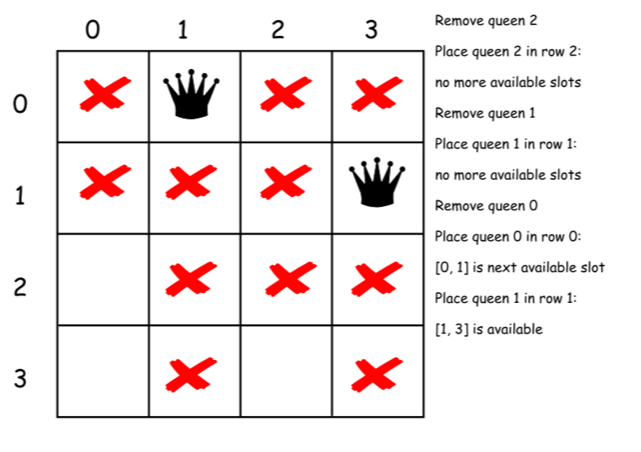 0 1 2 3
0
1
2
3
Remove queen 2
Place queen 2 in row 2:
no more available slots
Remove queen 1
Place queen 1 in row 1:
no more available slots
Remove queen 0
Place queen 0 in row 0:
[0, 1] is next available slot
Place queen 1 in row 1:
[1, 3] is available